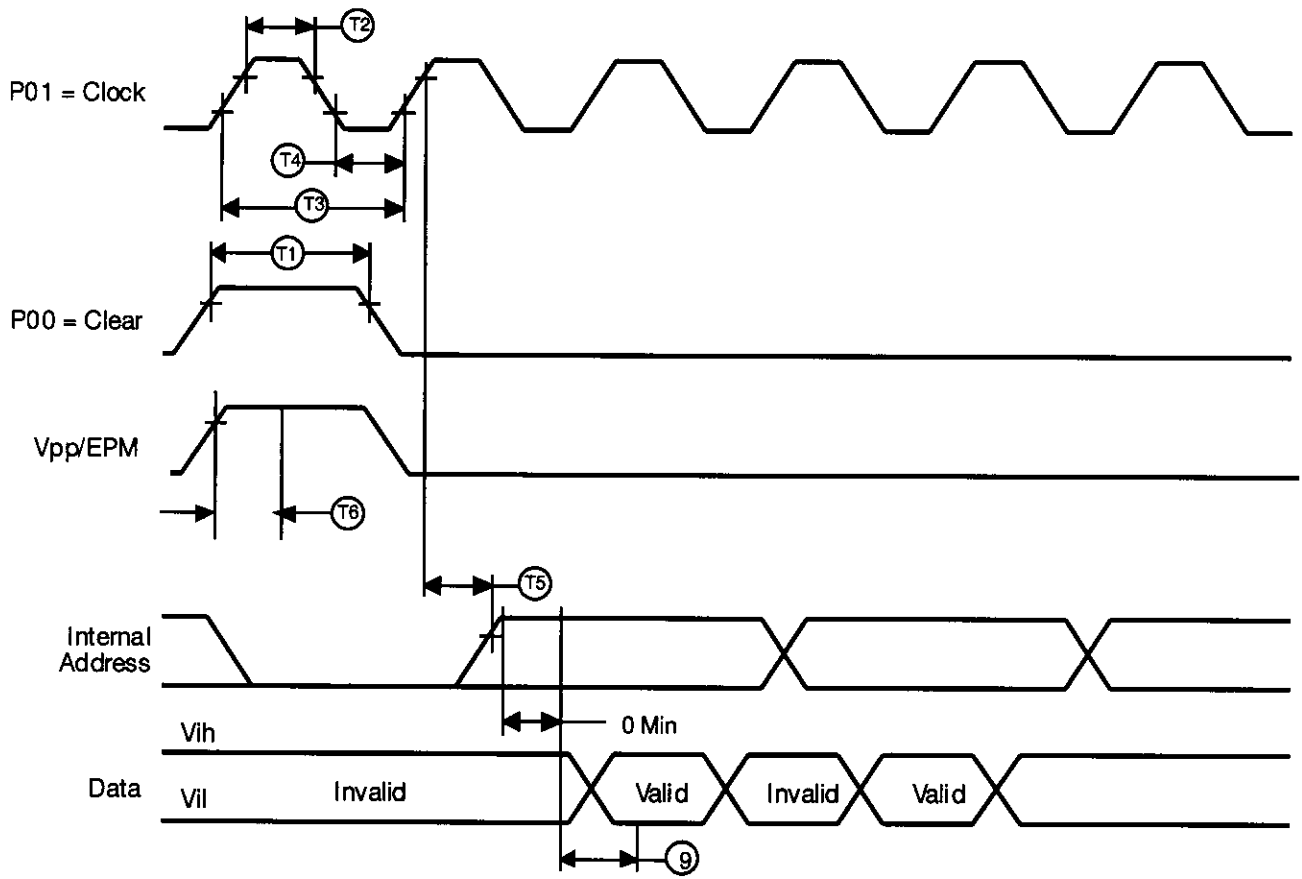 T2
P01 = Clock
T4
T3
T1
P00 = Clear
Vpp/EPM
T6
T5
Internal
Address
0 Min
Vih
Data
Vil
Invalid
Valid
Invalid
Valid
9